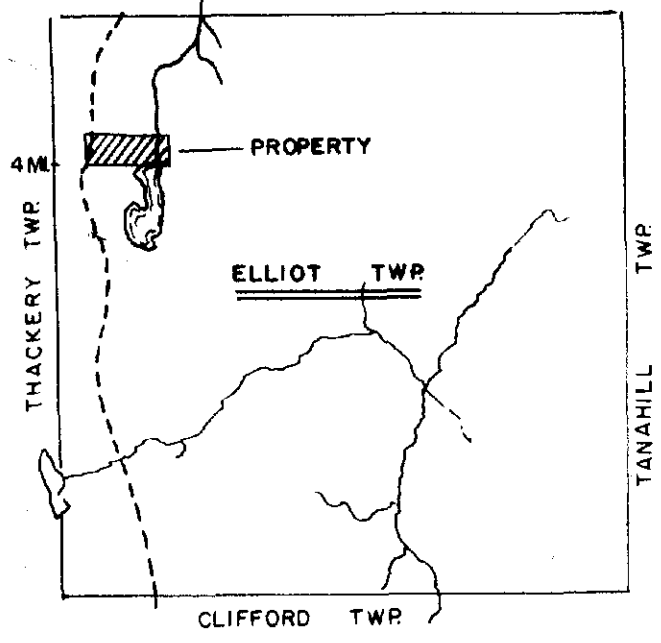 PROPERTY
4 MI.
THACKERY TWP.
ELLIOT TWP.
TANAHILL TWP.
CLIFFORD TWP.